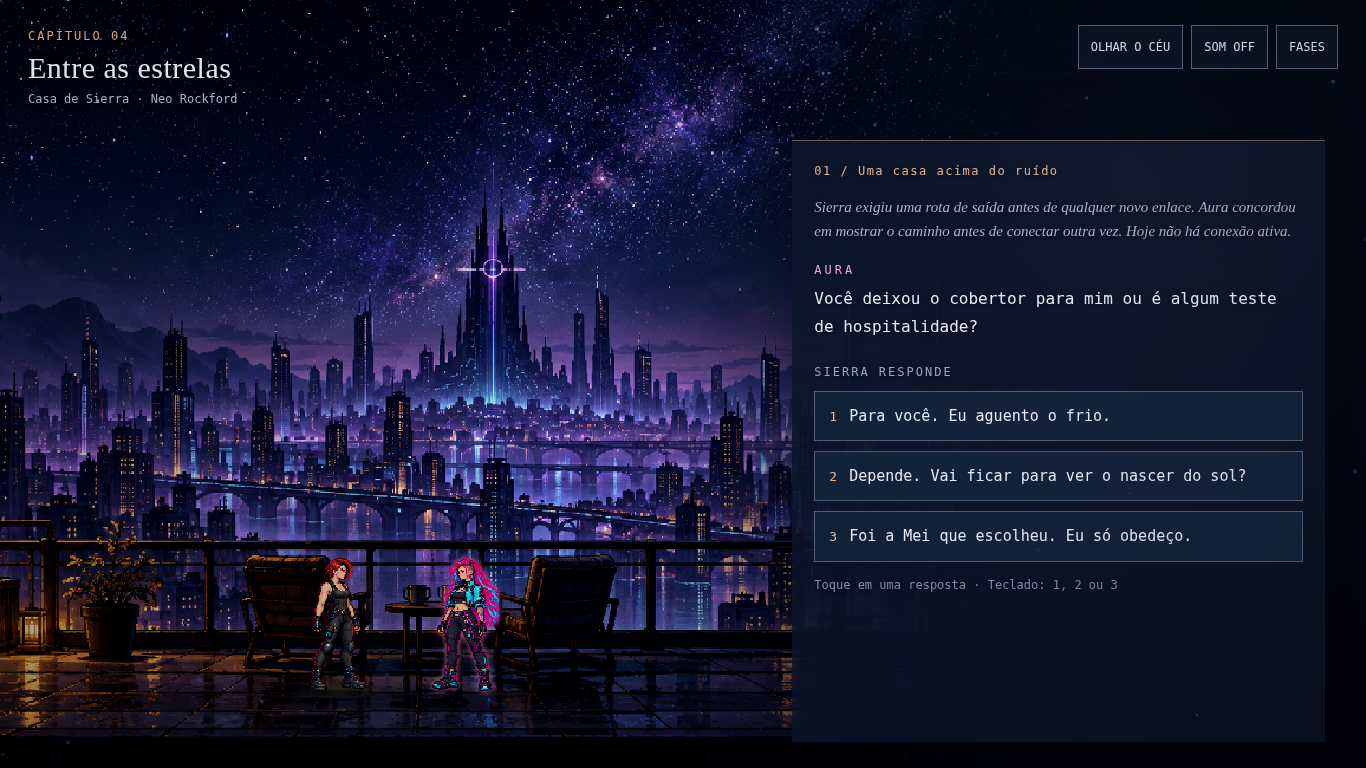 CAPÍTULO 04
Entre as estrelas
Casa de Sierra · Neo Rockford
OLHAR O CÉU
SOM OFF
FASES
01 / Uma casa acima do ruído
Sierra exigiu uma rota de saída antes de qualquer novo enlace. Aura concordou
em mostrar o caminho antes de conectar outra vez. Hoje não há conexão ativa.
AURA
Você deixou o cobertor para mim ou é algum teste
de hospitalidade?
SIERRA RESPONDE
1 Para você. Eu aguento o frio.
2 Depende. Vai ficar para ver o nascer do sol?
3 Foi a Mei que escolheu. Eu só obedeço.
Toque em uma resposta · Teclado: 1, 2 ou 3